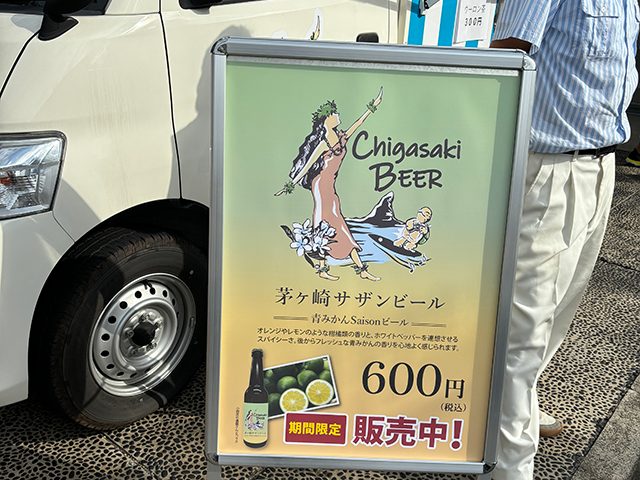 ウーロン茶
300円
Chigasaki
BEER
茅ヶ崎サザンビール
青みかんSaisonビール
オレンジやレモンのような柑橘類の香りと、ホワイトペッパーを連想させる
スパイシーさ。後からフレッシュな青みかんの香りを心地よく感じられます。
600円
(税込)
期間限定
販売中!